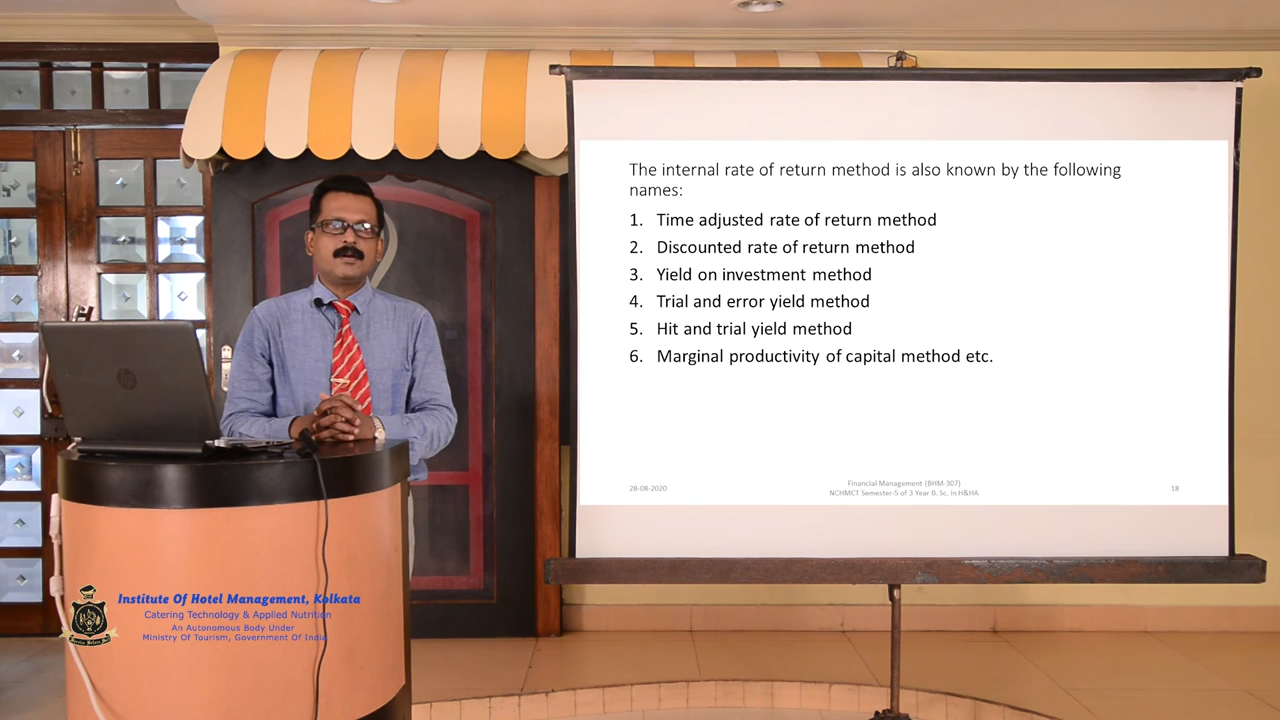 The internal rate of return method is also known by the following
names:
1. Time adjusted rate of return method
2. Discounted rate of return method
3. Yield on investment method
4. Trial and error yield method
5. Hit and trial yield method
6. Marginal productivity of capital method etc.
28-08-2020
Financial Management (BHM-307)
NCHMCT Semester-5 of 3 Year B. Sc. in H&HA
18
Institute Of Hotel Management, Kolkata
Catering Technology & Applied Nutrition
An Autonomous Body Under
Ministry Of Tourism, Government Of India
hp